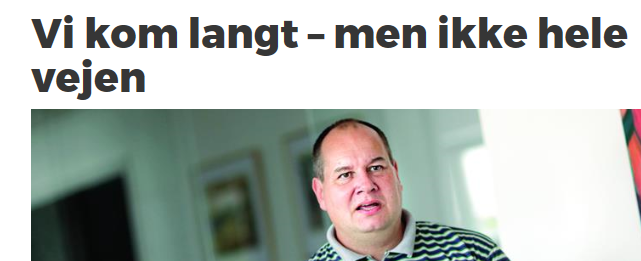 Vi kom langt – men ikke hele
vejen